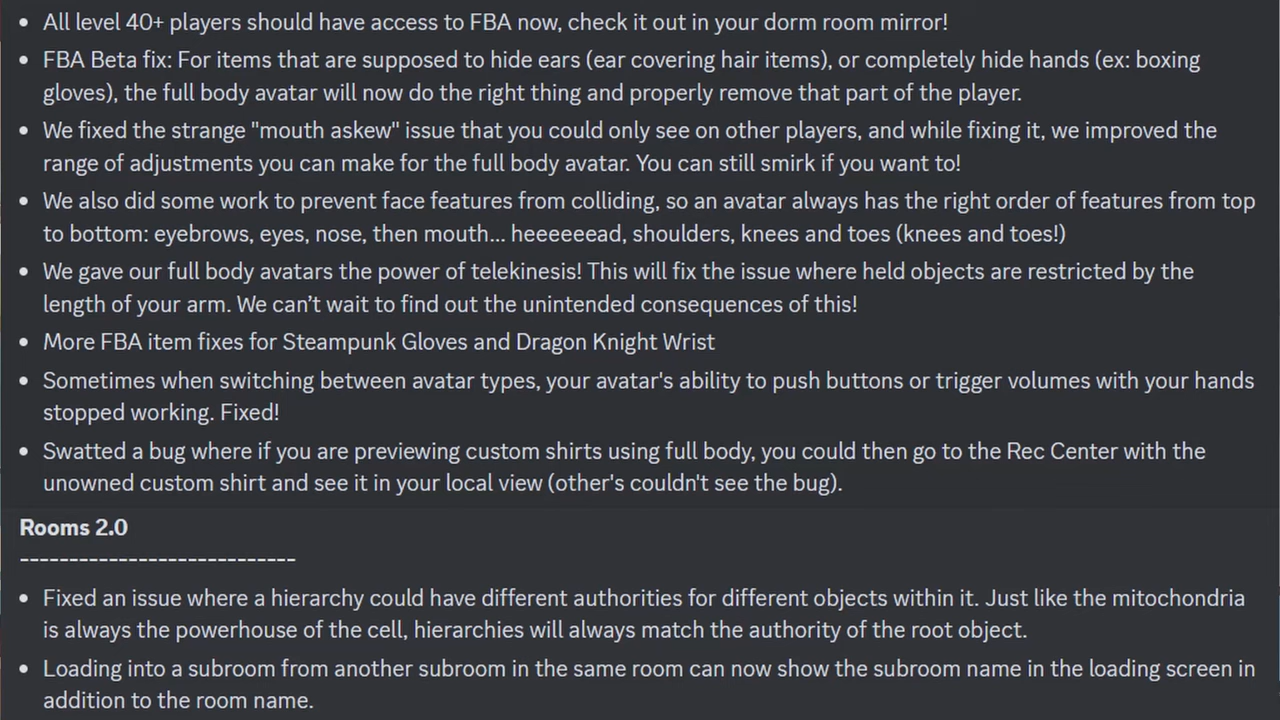 • All level 40+ players should have access to FBA now, check it out in your dorm room mirror!
• FBA Beta fix: For items that are supposed to hide ears (ear covering hair items), or completely hide hands (ex: boxing
gloves), the full body avatar will now do the right thing and properly remove that part of the player.
• We fixed the strange "mouth askew" issue that you could only see on other players, and while fixing it, we improved the
range of adjustments you can make for the full body avatar. You can still smirk if you want to!
• We also did some work to prevent face features from colliding, so an avatar always has the right order of features from top
to bottom: eyebrows, eyes, nose, then mouth... heeeeeead, shoulders, knees and toes (knees and toes!)
• We gave our full body avatars the power of telekinesis! This will fix the issue where held objects are restricted by the
length of your arm. We can’t wait to find out the unintended consequences of this!
• More FBA item fixes for Steampunk Gloves and Dragon Knight Wrist
• Sometimes when switching between avatar types, your avatar's ability to push buttons or trigger volumes with your hands
stopped working. Fixed!
• Swatted a bug where if you are previewing custom shirts using full body, you could then go to the Rec Center with the
unowned custom shirt and see it in your local view (other's couldn't see the bug).
Rooms 2.0
----------------------------
• Fixed an issue where a hierarchy could have different authorities for different objects within it. Just like the mitochondria
is always the powerhouse of the cell, hierarchies will always match the authority of the root object.
• Loading into a subroom from another subroom in the same room can now show the subroom name in the loading screen in
addition to the room name.